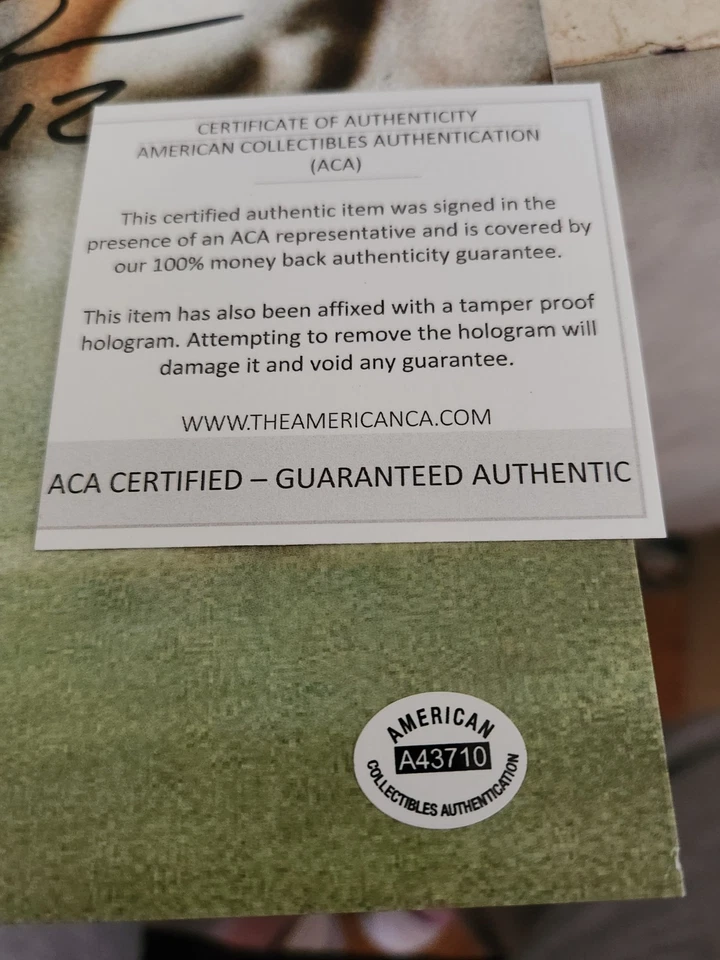 12
CERTIFICATE OF AUTHENTICITY
AMERICAN COLLECTIBLES AUTHENTICATION
(ACA)
This certified authentic item was signed in the
presence of an ACA representative and is covered by
our 100% money back authenticity guarantee.
This item has also been affixed with a tamper proof
hologram. Attempting to remove the hologram will
damage it and void any guarantee.
WWW.THEAMERICANCA.COM
ACA CERTIFIED – GUARANTEED AUTHENTIC
AMERICAN
A43710
COLLECTIBLES AUTHENTICATION